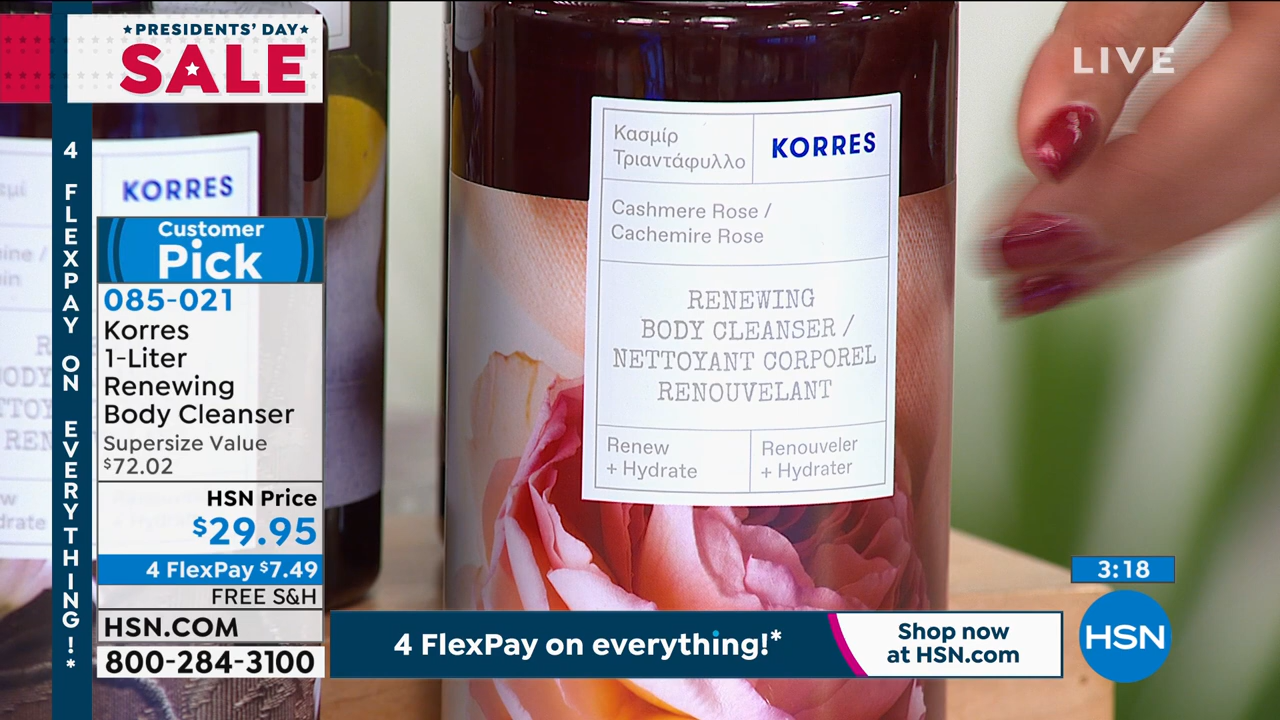 PRESIDENTS' DAY
SALE
LIVE
4 FLEXPAY ON EVERYTHING!*
KORRES
Customer
Pick
085-021
Korres
1-Liter
Renewing
Body Cleanser
Supersize Value
$72.02
HSN Price
$29.95
4 FlexPay $7.49
FREE S&H
HSN.COM
800-284-3100
Κασμίρ
Τριαντάφυλλο
KORRES
Cashmere Rose /
Cachemire Rose
RENEWING
BODY CLEANSER /
NETTOYANT CORPOREL
RENOUVELANT
Renew
+ Hydrate
Renouveler
+ Hydrater
3:18
4 FlexPay on everything!*
Shop now
at HSN.com
HSN